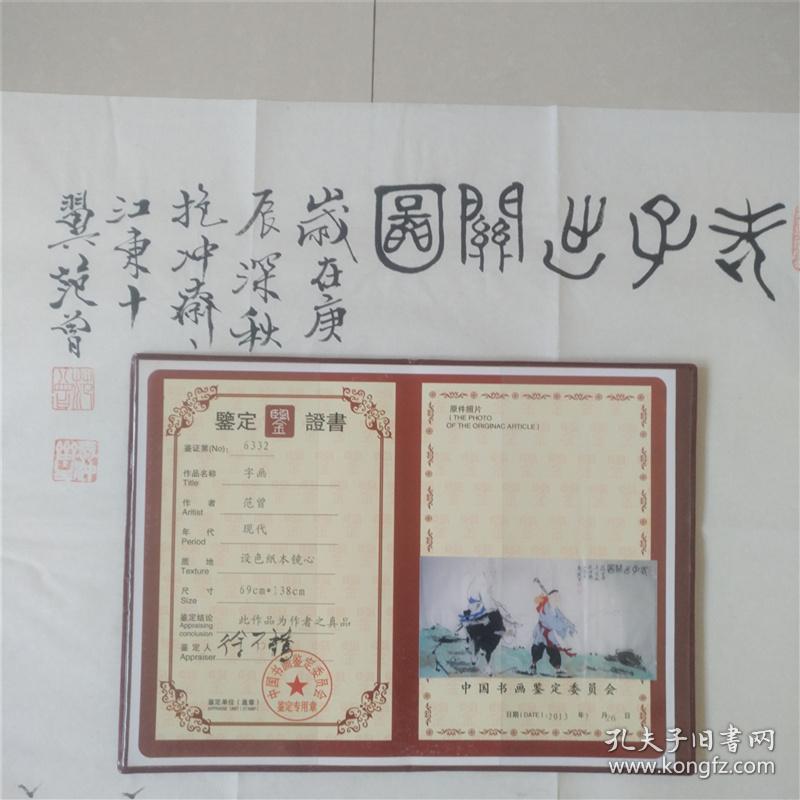 老子出關圖
歲在庚
辰深秋
抱冲齋
江東十
翼范曾
鑒定 鑒 證書
鉴证第(No): 6332
作品名称 字画
Title
作者 范曾
Aritist
年代 现代
Period
质地 设色纸本镜心
Texture
尺寸 69cm*138cm
Size
鉴定结论 此作品为作者之真品
Appraising
conclusion
鉴定人
Appraiser
中国书画鉴定委员会
鉴定专用章
鉴定单位(盖章)
原件照片
(THE PHOTO
OF THE ORIGINAC ARTICLE)
中国书画鉴定委员会
日期(DATE): 2013 年 月 26 日
孔夫子旧书网
www.kongfz.com